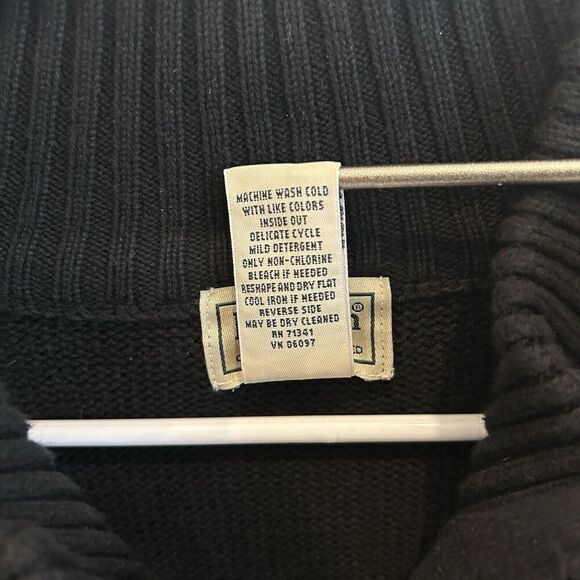 MACHINE WASH COLD
WITH LIKE COLORS
INSIDE OUT
DELICATE CYCLE
MILD DETERGENT
ONLY NON-CHLORINE
BLEACH IF NEEDED
RESHAPE AND DRY FLAT
COOL IRON IF NEEDED
REVERSE SIDE
MAY BE DRY CLEANED
RN 71341
VN 06097
®